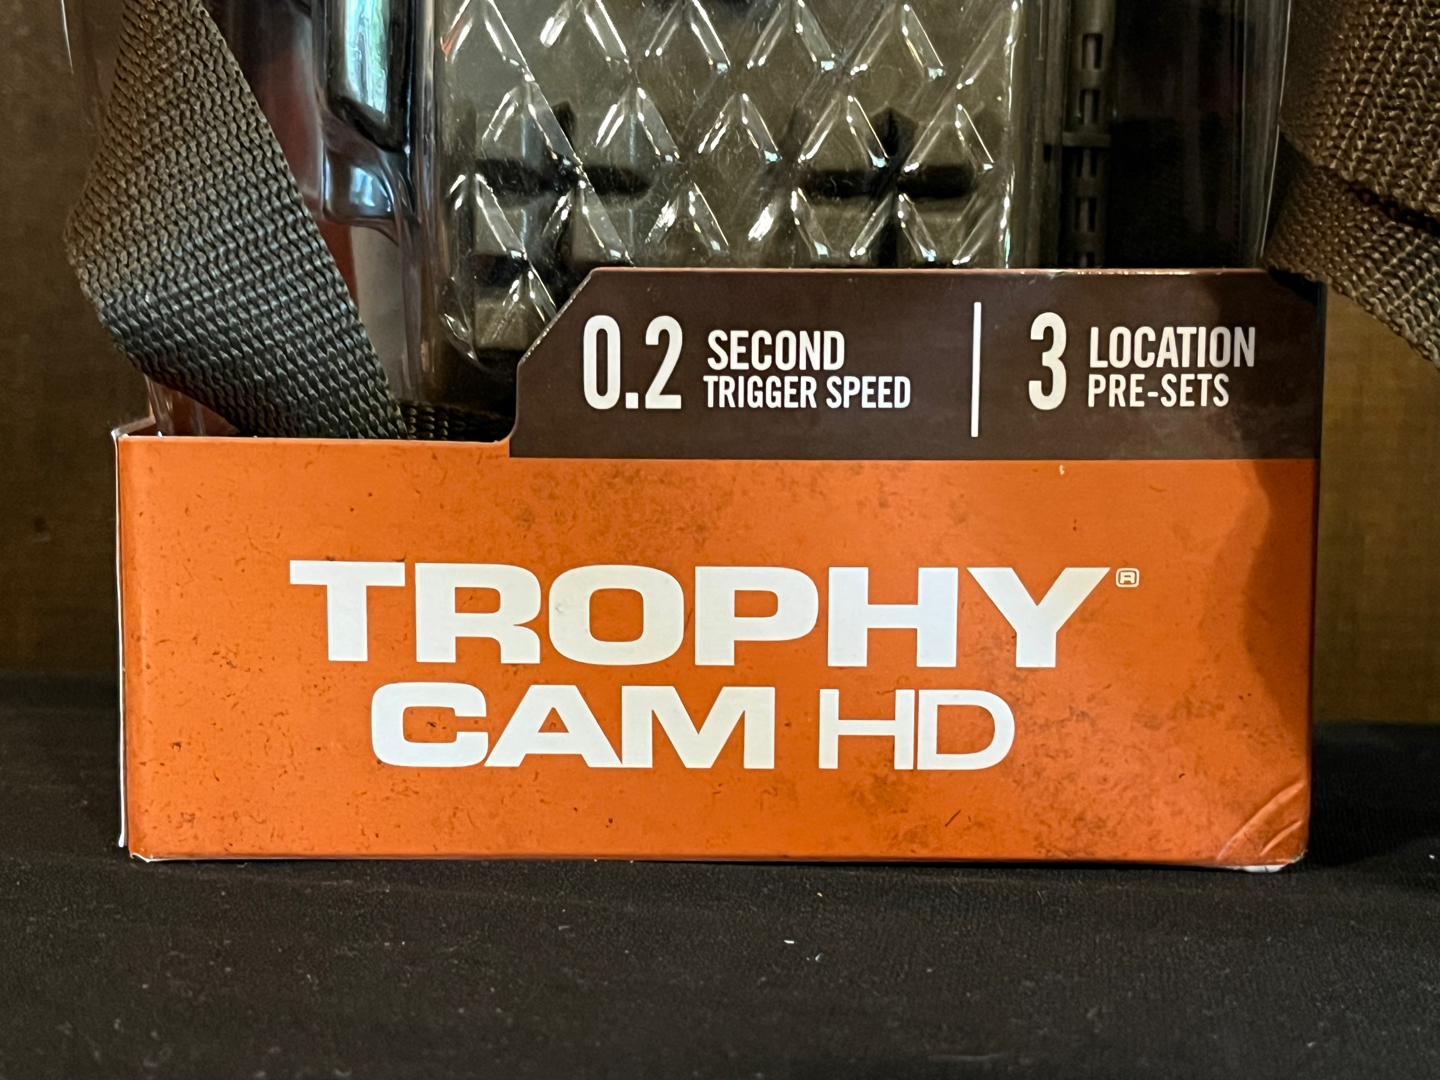 0.2 SECOND
TRIGGER SPEED
3 LOCATION
PRE-SETS
TROPHY®
CAM HD